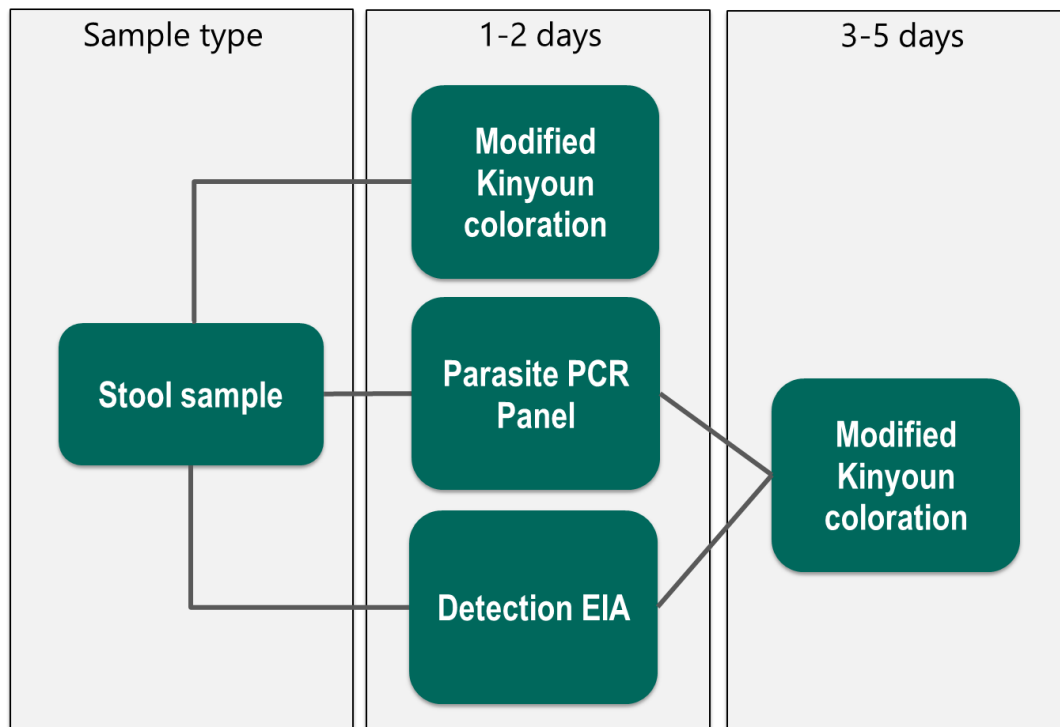 Sample type
1-2 days
3-5 days
Modified
Kinyoun
coloration
Stool sample
Parasite PCR
Panel
Detection EIA
Modified
Kinyoun
coloration